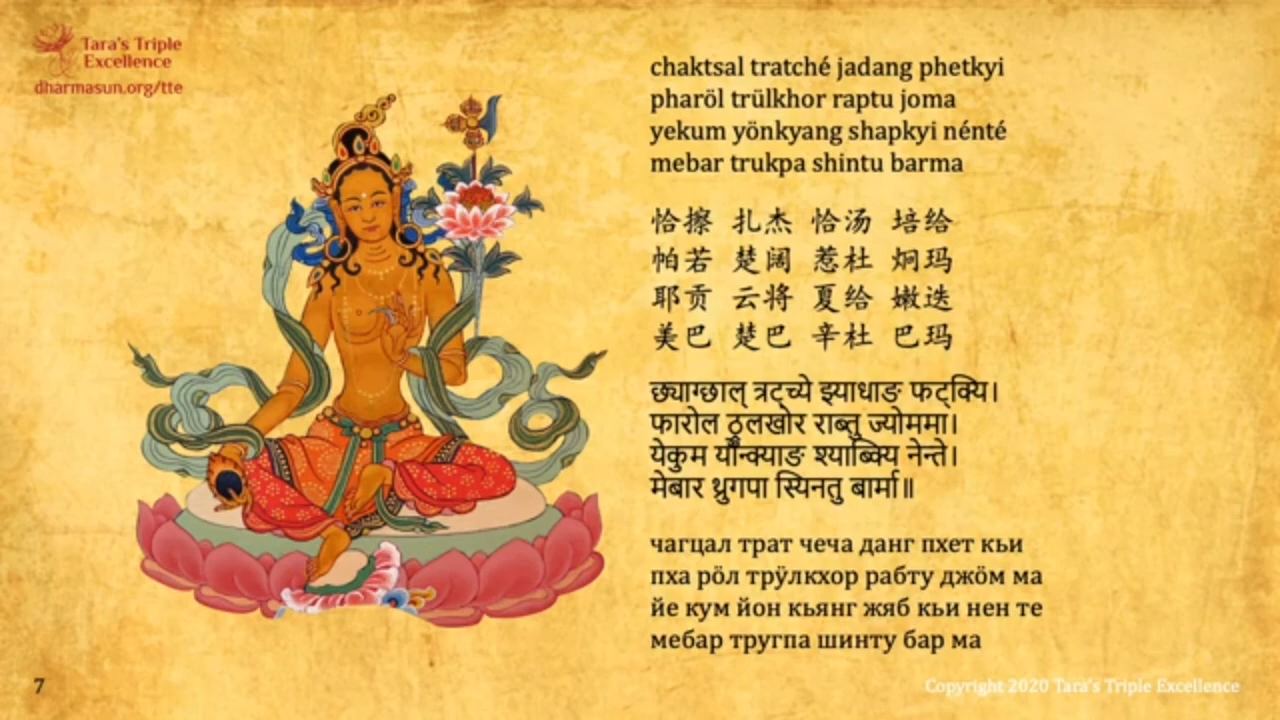 Tara's Triple
Excellence
dharmasun.org/tte
chaktsal tratché jadang phetkyi
pharöl trülkhor raptu joma
yekum yönkyang shapkyi nénté
mebar trukpa shintu barma
恰擦 扎杰 恰汤 培给
帕若 楚阔 惹杜 炯玛
耶贡 云将 夏给 嫩迭
美巴 楚巴 辛杜 巴玛
छ्याग्छाल् त्रट्च्ये झ्याधाङ फट्क्यि।
फारोल ठ्रुलखोर राब्तु ज्योममा।
येकुम योंन्क्याङ श्याब्क्यि नेन्ते।
मेबार थ्रुगपा स्यिनतु बार्मा॥
чагцал трат чеча данг пхет кьи
пха рӧл трӱлкхор рабту джӧм ма
йе кум йон кьянг жяб кьи нен те
мебар тругпа шинту бар ма
7
Copyright 2020 Tara's Triple Excellence